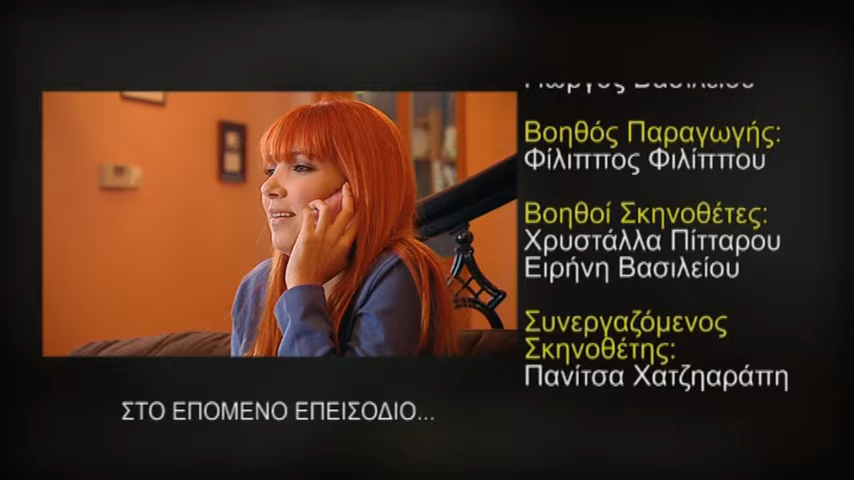 Βοηθός Παραγωγής:
Φίλιππος Φιλίππου
Βοηθοί Σκηνοθέτες:
Χρυστάλλα Πίτταρου
Ειρήνη Βασιλείου
Συνεργαζόμενος
Σκηνοθέτης:
Πανίτσα Χατζηαράπη
ΣΤΟ ΕΠΟΜΕΝΟ ΕΠΕΙΣΟΔΙΟ...